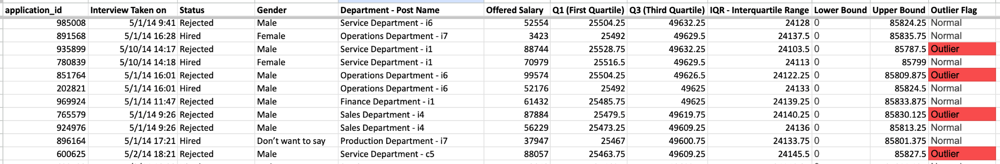 application_id Interview Taken on Status Gender Department - Post Name Offered Salary Q1 (First Quartile) Q3 (Third Quartile) IQR - Interquartile Range Lower Bound Upper Bound Outlier Flag
985008 5/1/14 9:41 Rejected Male Service Department - i6 52554 25504.25 49632.25 24128 0 85824.25 Normal
891568 5/1/14 16:28 Hired Female Operations Department - i7 3423 25492 49629.5 24137.5 0 85835.75 Normal
935899 5/10/14 14:17 Rejected Male Service Department - i1 88744 25528.75 49632.25 24103.5 0 85787.5 Outlier
780839 5/10/14 14:18 Hired Female Service Department - i1 70979 25516.5 49629.5 24113 0 85799 Normal
851764 5/1/14 16:01 Rejected Male Operations Department - i6 99574 25504.25 49626.5 24122.25 0 85809.875 Outlier
202821 5/1/14 16:01 Hired Male Operations Department - i6 52176 25492 49625 24133 0 85824.5 Normal
969924 5/1/14 11:47 Rejected Male Finance Department - i1 61432 25485.75 49625 24139.25 0 85833.875 Normal
765579 5/1/14 9:26 Rejected Male Sales Department - i4 87884 25479.5 49619.75 24140.25 0 85830.125 Outlier
924976 5/1/14 9:26 Rejected Male Sales Department - i4 56229 25473.25 49609.25 24136 0 85813.25 Normal
896164 5/1/14 17:21 Hired Don't want to say Production Department - i7 37947 25467 49600.75 24133.75 0 85801.375 Normal
600625 5/2/14 18:21 Rejected Male Service Department - c5 88057 25463.75 49609.25 24145.5 0 85827.5 Outlier